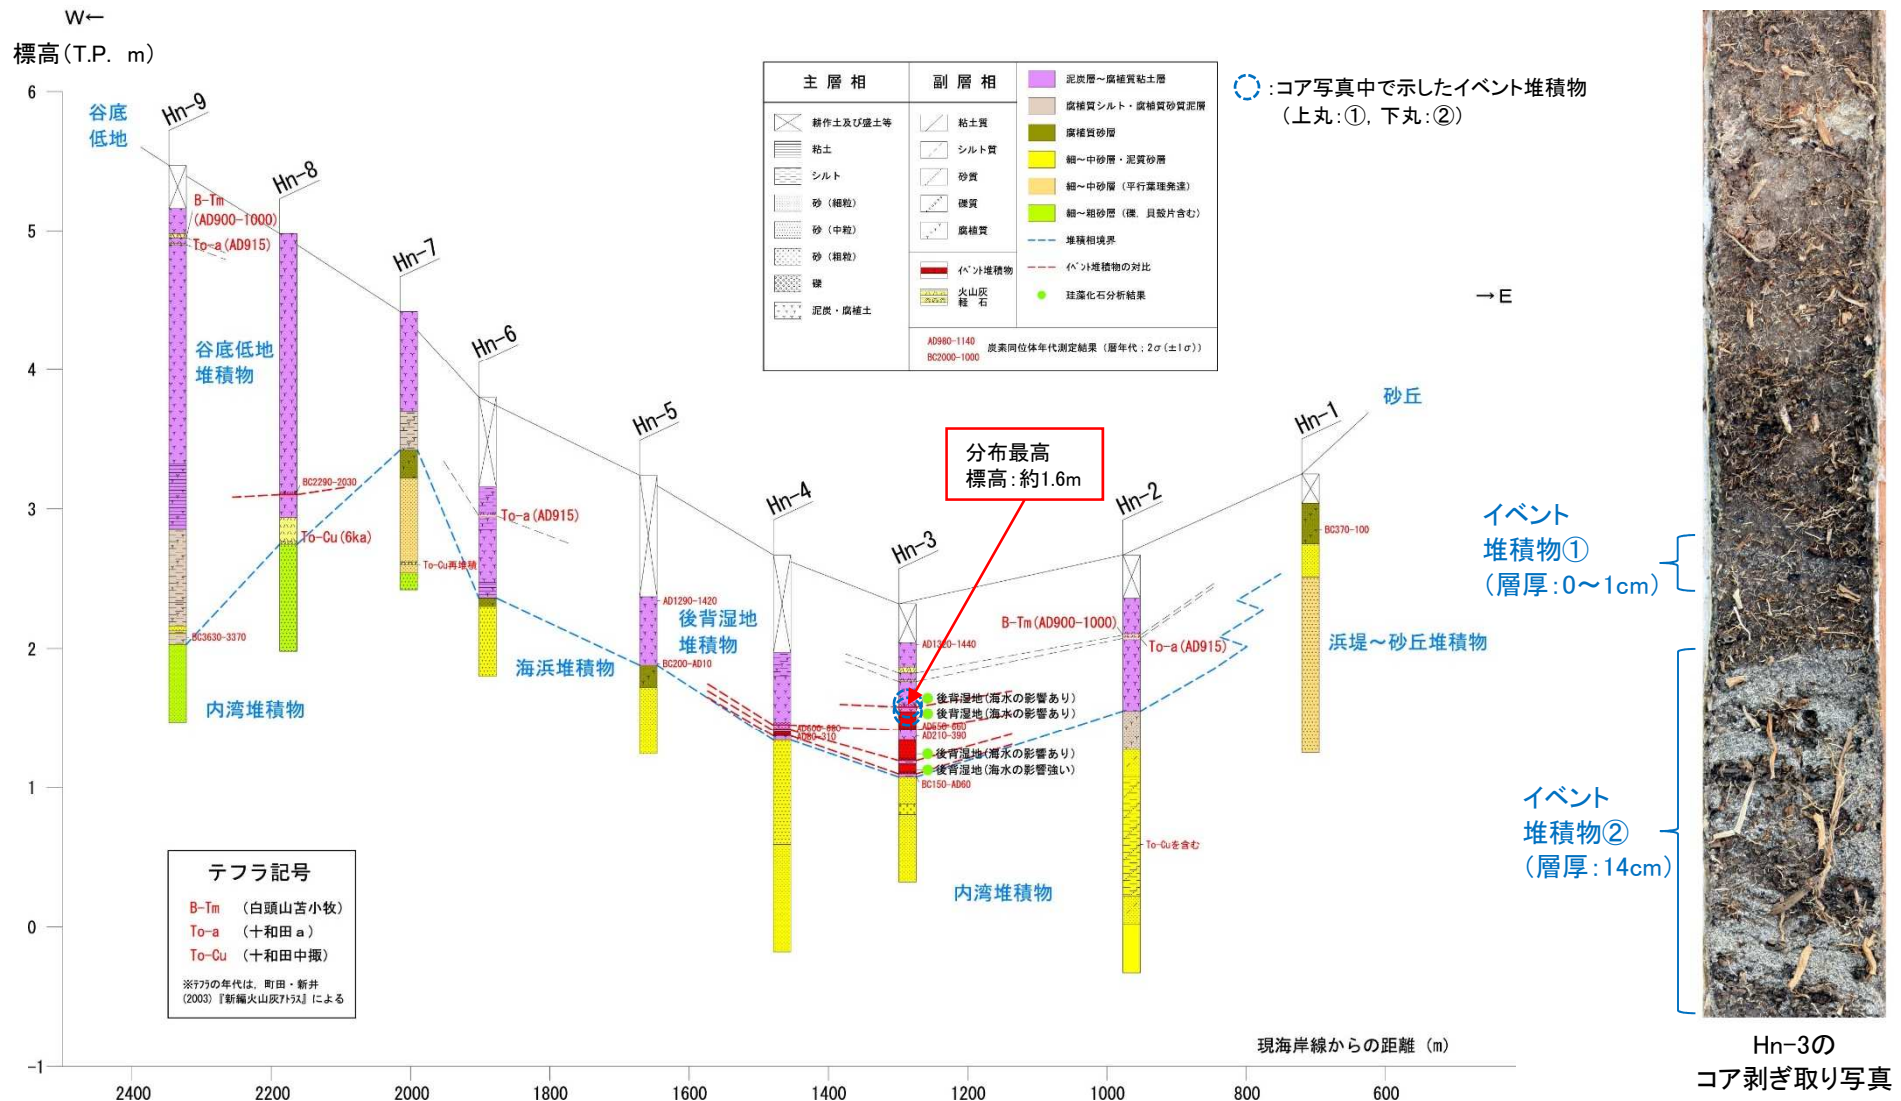 W←
標高(T.P. m)
6
5
4
3
2
1
0
-1
2400
2200
2000
1800
1600
1400
1200
1000
800
600
現海岸線からの距離 (m)
→E
谷底
低地
Hn-9
B-Tm
(AD900-1000)
To-a(AD915)
谷底低地
堆積物
BC3630-3370
内湾堆積物
Hn-8
BC2290-2030
To-Cu(6ka)
Hn-7
To-Cu再堆積
Hn-6
To-a(AD915)
海浜堆積物
Hn-5
AD1290-1420
後背湿地
堆積物
BC200-AD10
Hn-4
AD600-680
AD80-310
Hn-3
分布最高
標高:約1.6m
AD1320-1440
後背湿地(海水の影響あり)
後背湿地(海水の影響あり)
AD550-660
AD210-390
後背湿地(海水の影響あり)
後背湿地(海水の影響強い)
BC150-AD60
内湾堆積物
Hn-2
B-Tm(AD900-1000)
To-a(AD915)
To-Cuを含む
Hn-1
砂丘
BC370-100
浜堤～砂丘堆積物
主層相
耕作土及び盛土等
粘土
シルト
砂(細粒)
砂(中粒)
砂(粗粒)
礫
泥炭・腐植土
副層相
粘土質
シルト質
砂質
礫質
腐植質
イベント堆積物
火山灰
軽石
泥炭層～腐植質粘土層
腐植質シルト・腐植質砂質泥層
腐植質砂層
細～中砂層・泥質砂層
細～中砂層(平行葉理発達)
細～粗砂層(礫、貝殻片含む)
堆積相境界
イベント堆積物の対比
珪藻化石分析結果
AD980-1140
BC2000-1000
炭素同位体年代測定結果(暦年代;2σ(±1σ))
:コア写真中で示したイベント堆積物
(上丸:①, 下丸:②)
テフラ記号
B-Tm (白頭山苫小牧)
To-a (十和田a)
To-Cu (十和田中掫)
※テフラの年代は, 町田・新井
(2003)『新編火山灰アトラス』による
イベント
堆積物①
(層厚:0～1cm)
イベント
堆積物②
(層厚:14cm)
Hn-3の
コア剥ぎ取り写真